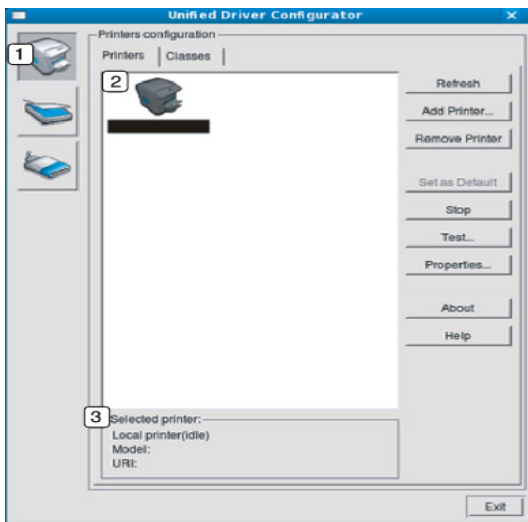 Unified Driver Configurator
1
Printers configuration
Printers Classes
2
Refresh
Add Printer...
Remove Printer
Set as Default
Stop
Test...
Properties...
About
Help
3
Selected printer:
Local printer(idle)
Model:
URI:
Exit